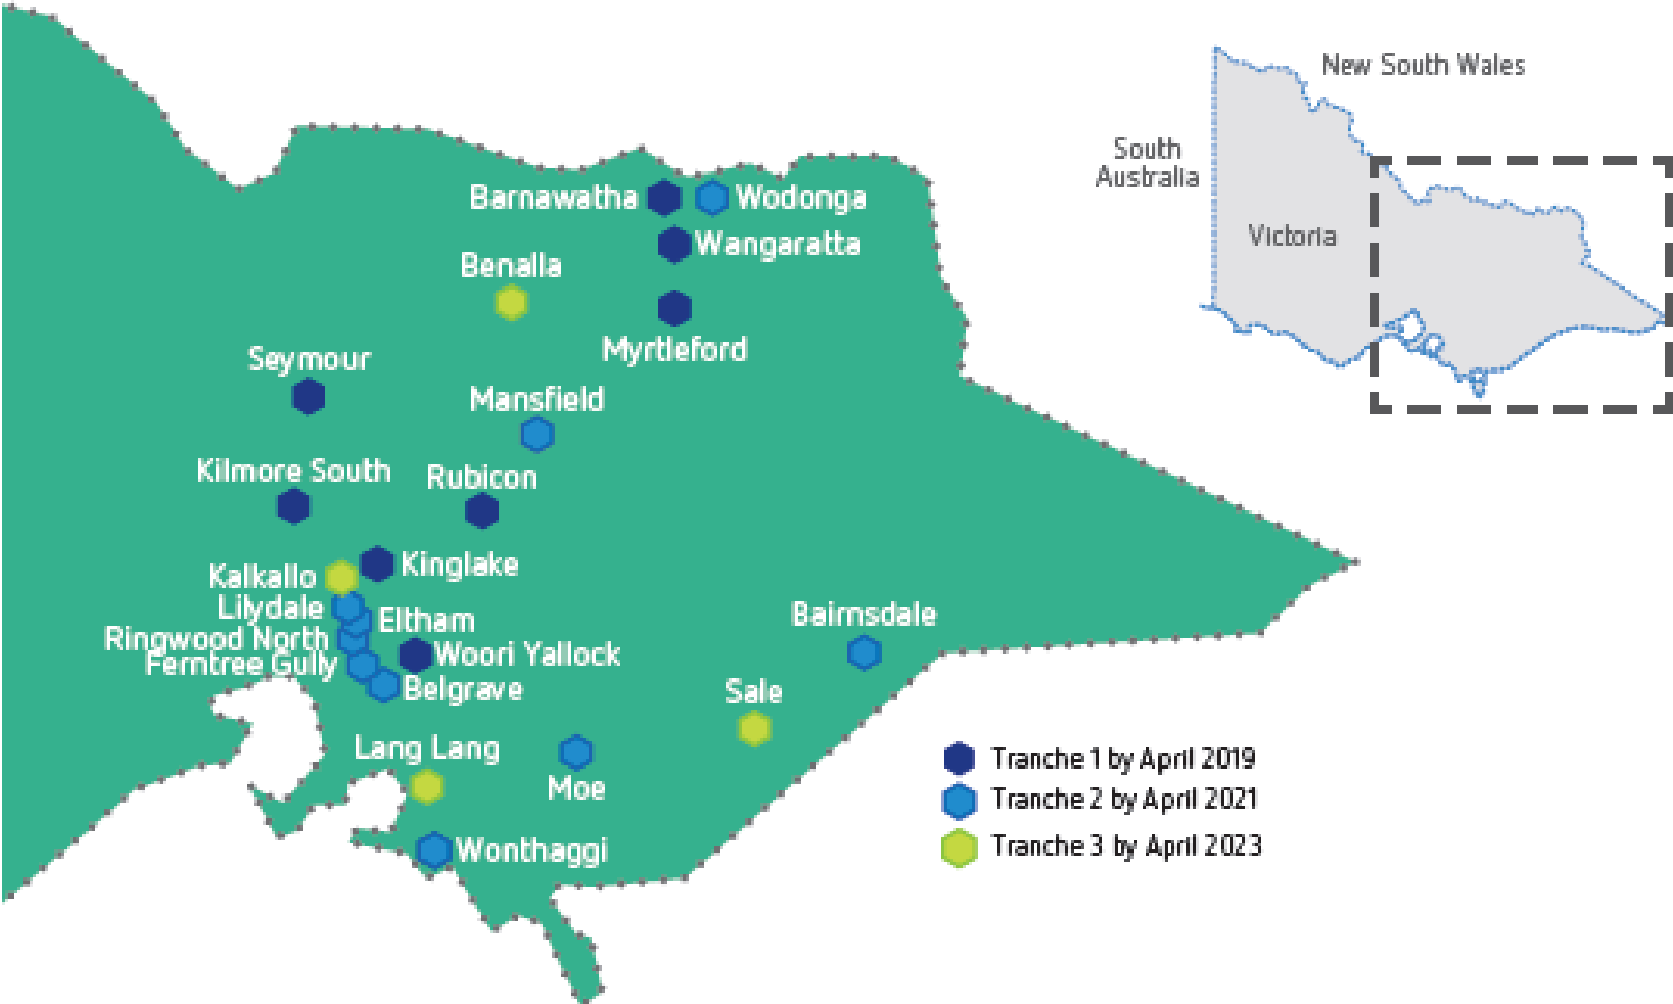 New South Wales
South
Australia
Victoria
Barnawatha
Wodonga
Wangaratta
Benalla
Myrtleford
Seymour
Mansfield
Kilmore South
Rubicon
Kinglake
Kalkallo
Lilydale
Eltham
Ringwood North
Ferntree Gully
Woori Yallock
Belgrave
Bairnsdale
Sale
Lang Lang
Moe
Wonthaggi
Tranche 1 by April 2019
Tranche 2 by April 2021
Tranche 3 by April 2023